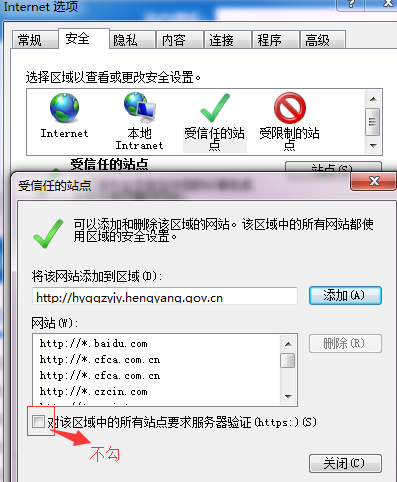 Internet 选项
常规 安全 隐私 内容 连接 程序 高级
选择区域以查看或更改安全设置。
Internet 本地 Intranet 受信任的站点 受限制的站点
受信任的站点
站点(S)
受信任的站点
可以添加和删除该区域的网站。该区域中的所有网站都使
用区域的安全设置。
将该网站添加到区域(D):
http://hyggzyjy.hengyang.gov.cn 添加(A)
网站(W):
http://*.baidu.com 删除(R)
http://*.cfca.com.cn
http://*.cfca.com.cn
http://*.czcin.com
对该区域中的所有站点要求服务器验证(https:)(S)
不勾
关闭(C)